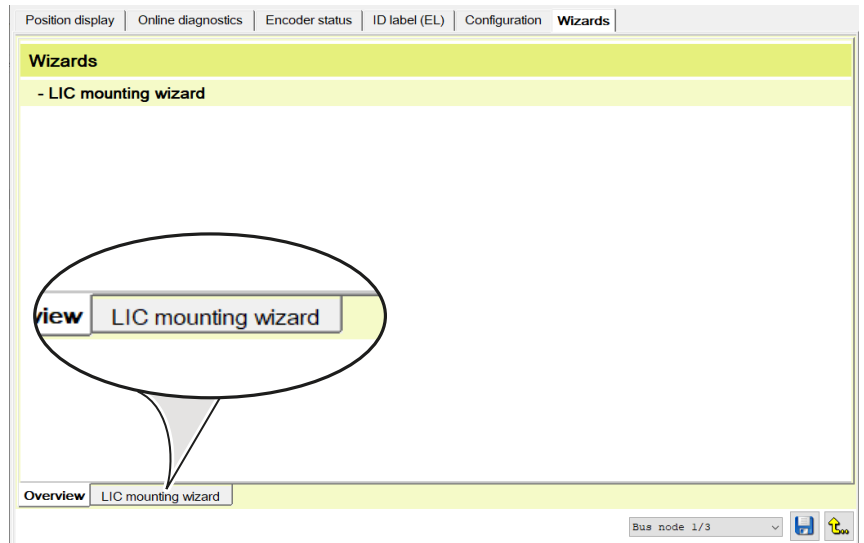 Position display Online diagnostics Encoder status ID label (EL) Configuration Wizards
Wizards
- LIC mounting wizard
view LIC mounting wizard
Overview LIC mounting wizard
Bus node 1/3